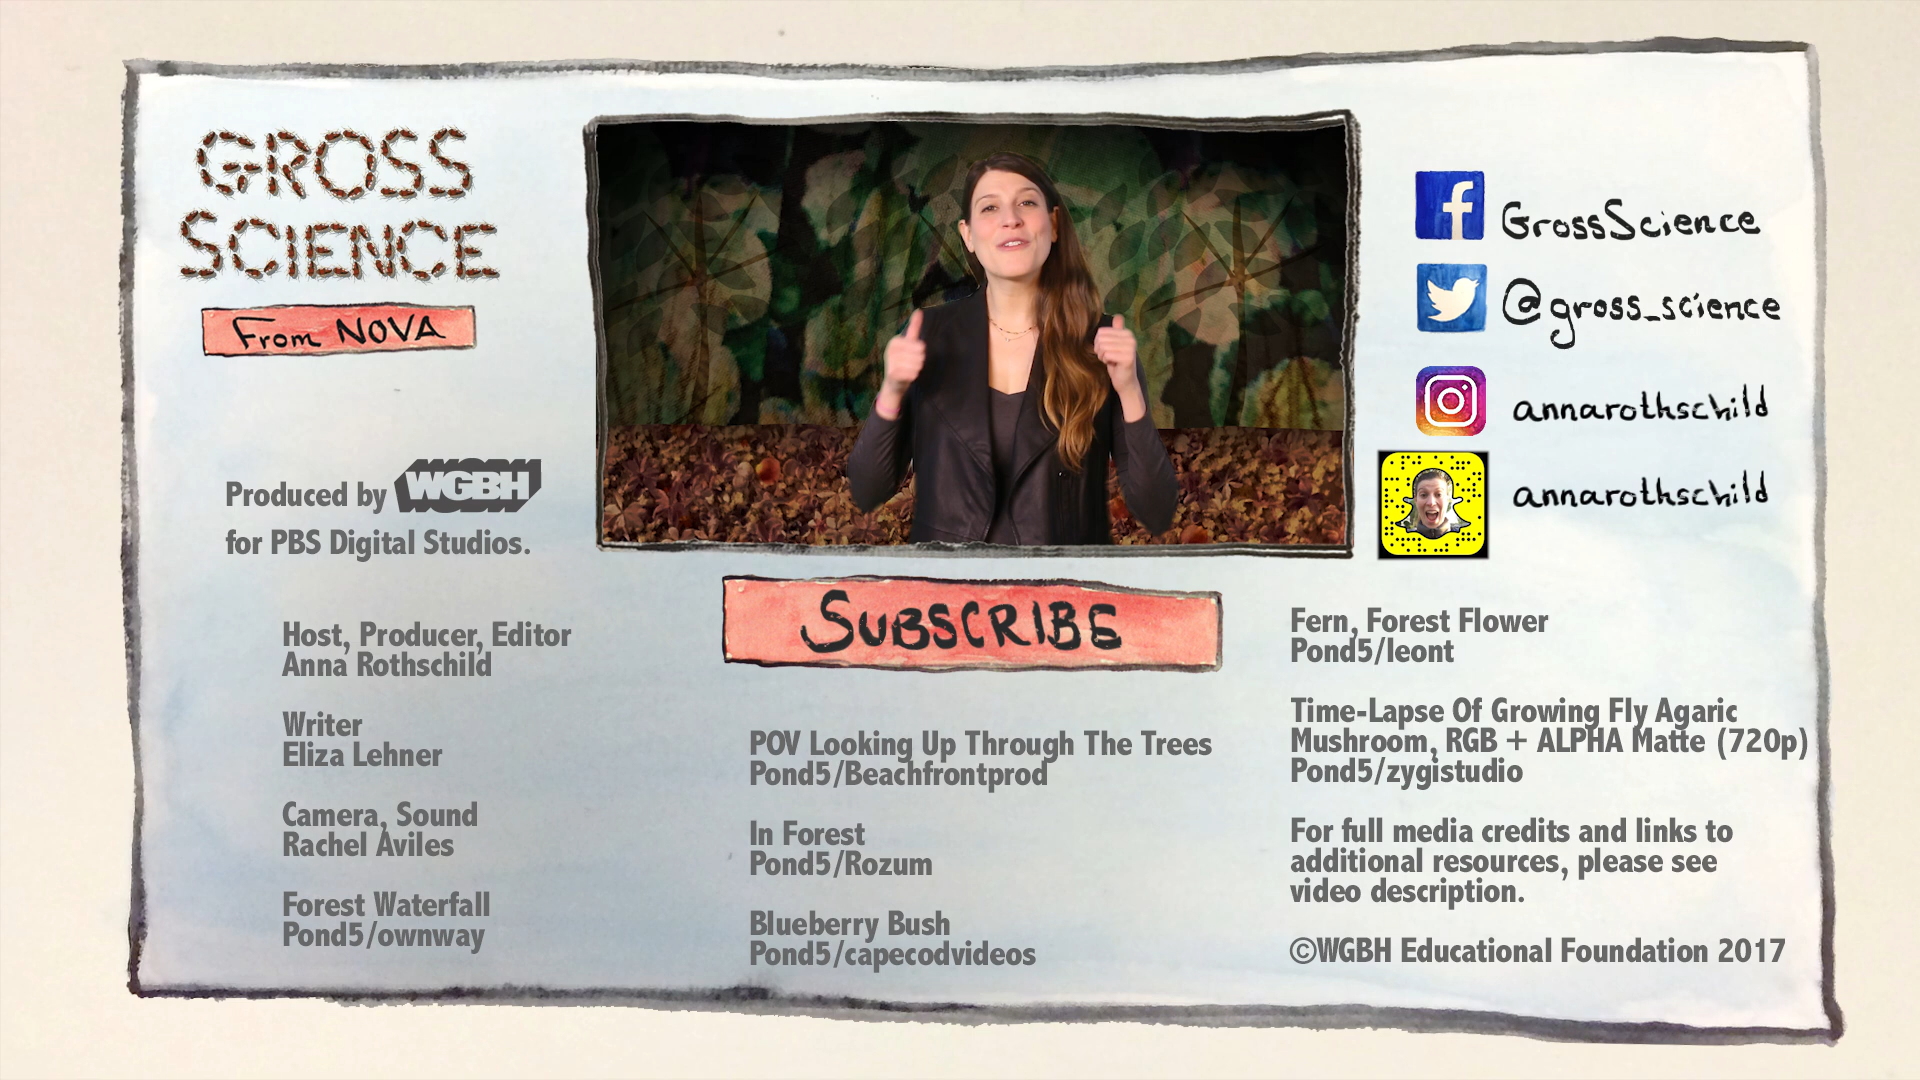 GROSS
SCIENCE
From NOVA
Produced by WGBH
for PBS Digital Studios.
Host, Producer, Editor
Anna Rothschild
Writer
Eliza Lehner
Camera, Sound
Rachel Aviles
Forest Waterfall
Pond5/ownway
SUBSCRIBE
POV Looking Up Through The Trees
Pond5/Beachfrontprod
In Forest
Pond5/Rozum
Blueberry Bush
Pond5/capecodvideos
f GrossScience
@gross_science
annarothschild
annarothschild
Fern, Forest Flower
Pond5/leont
Time-Lapse Of Growing Fly Agaric
Mushroom, RGB + ALPHA Matte (720p)
Pond5/zygistudio
For full media credits and links to
additional resources, please see
video description.
©WGBH Educational Foundation 2017